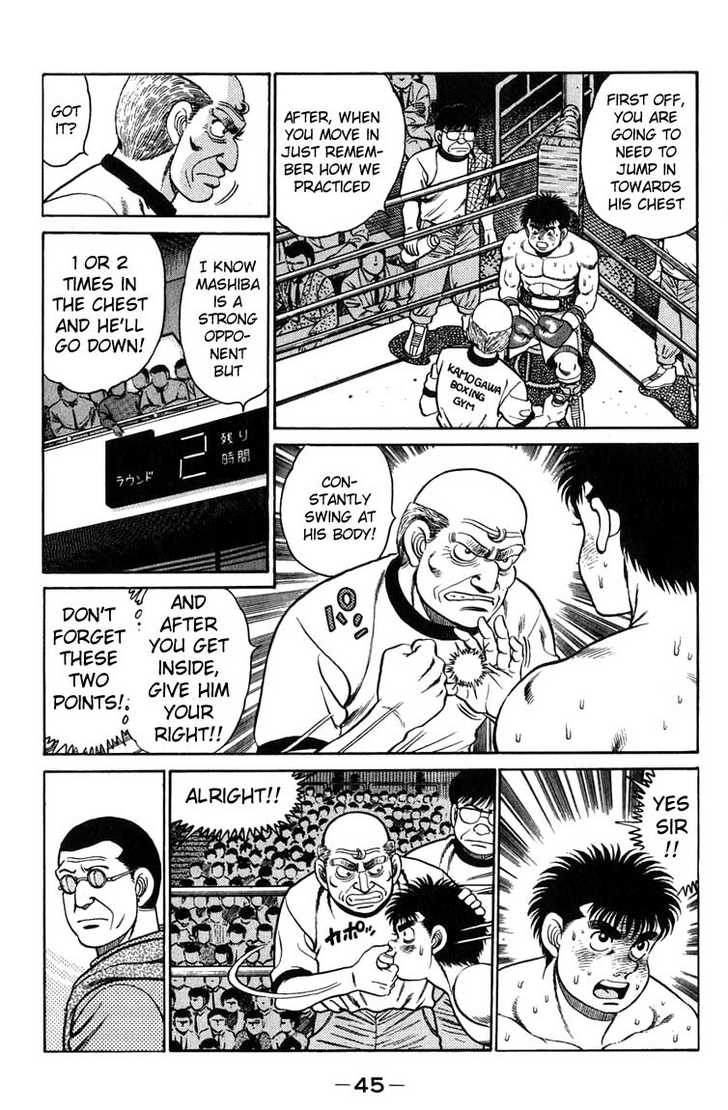 FIRST OFF,
YOU ARE
GOING TO
NEED TO
JUMP IN
TOWARDS
HIS CHEST
AFTER, WHEN
YOU MOVE IN
JUST REMEM-
BER HOW WE
PRACTICED
KAMOGAWA
BOXING
GYM
GOT
IT?
I KNOW
MASHIBA
IS A
STRONG
OPPO-
NENT
BUT
1 OR 2
TIMES IN
THE CHEST
AND HE'LL
GO DOWN!
ラウンド
2
残り
時間
CON-
STANTLY
SWING AT
HIS BODY!
パシ
AND
AFTER
YOU GET
INSIDE,
GIVE HIM
YOUR
RIGHT!!
DON'T
FORGET
THESE
TWO
POINTS!
YES
SIR
!!
ALRIGHT!!
カポッ
—45—